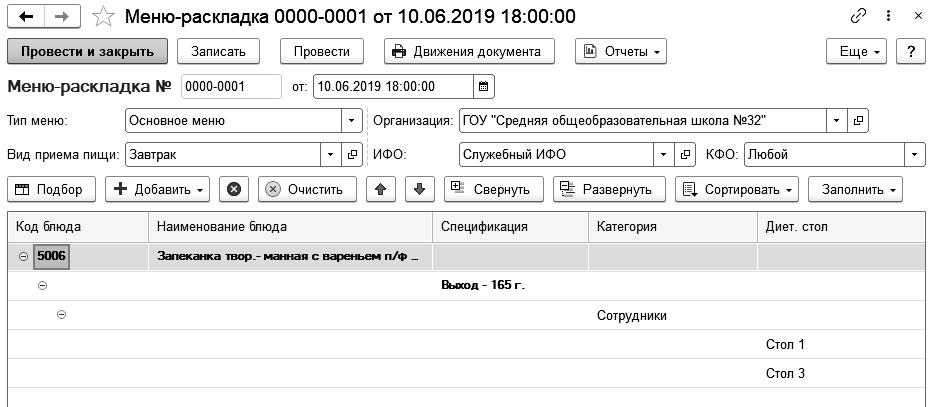 Меню-раскладка 0000-0001 от 10.06.2019 18:00:00
Провести и закрыть Записать Провести Движения документа Отчеты Еще ?
Меню-раскладка № 0000-0001 от: 10.06.2019 18:00:00
Тип меню: Основное меню Организация: ГОУ "Средняя общеобразовательная школа №32"
Вид приема пищи: Завтрак ИФО: Служебный ИФО КФО: Любой
Подбор Добавить Очистить Свернуть Развернуть Сортировать Заполнить
Код блюда Наименование блюда Спецификация Категория Диет. стол
5006 Запеканка твор.- манная с вареньем п/ф ...
Выход - 165 г.
Сотрудники
Стол 1
Стол 3